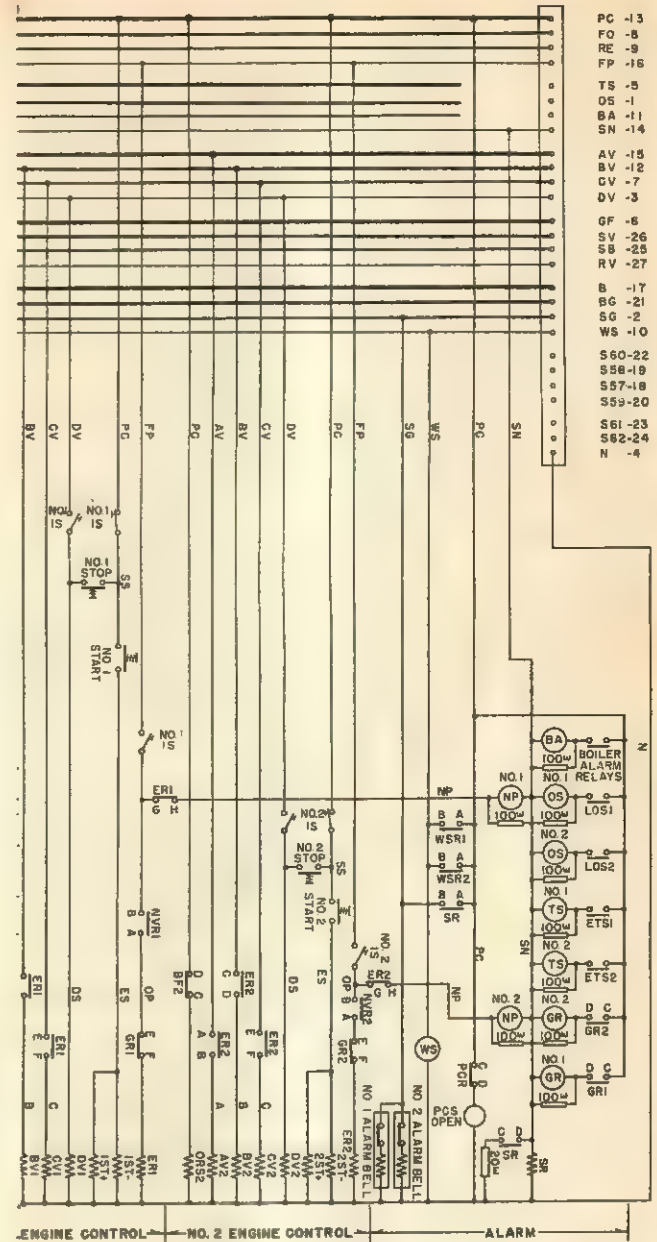 PC -13
FO -8
RE -9
FP -16
TS -5
OS -1
BA -11
SN -14
AV -15
BV -12
CV -7
DV -3
GF -6
SV -26
SB -25
RV -27
B -17
BG -21
SG -2
WS -10
S60-22
S58-19
S57-18
S59-20
S61-23
S62-24
N -4
BV
CV
DV
PC
FP
PC
AV
BV
CV
DV
PC
FP
SG
WS
PC
SN
N
NO.1 IS
NO.1 IS
NO.1 STOP
SS
NO.1 START
NO.1 IS
ER1
G H
NP
NO.2 IS
NO.2 STOP
SS
NO.2 START
NO.2 IS
B A
WSR1
B A
WSR2
B A
SR
BA
100W
BOILER ALARM RELAYS
NO.1
NP
100W
NO.1
OS
100W
LOS1
NO.2
OS
100W
LOS2
NO.1
TS
100W
ETS1
NO.2
TS
100W
ETS2
NO.2
NP
100W
NO.2
GR
100W
D C
GR2
NO.1
GR
100W
D C
GR1
B A
NVR1
OP
ER1
DS
ES
D C
BF2
C D
ER2
DS
ES
OP
ER2
G H
NP
B A
NVR2
PC
SN
E F
ER1
E F
GR1
A B
ER2
E F
ER2
E F
GR2
WS
C D
PCR
PCS OPEN
C D
SR
20E
SR
B
C
A
B
C
NO 1 ALARM BELL
NO 2 ALARM BELL
BV1
CV1
DV1
1ST+
1ST-
ER1
ORS2
AV2
BV2
CV2
DV2
2ST+
2ST-
ER2
ENGINE CONTROL
NO. 2 ENGINE CONTROL
ALARM